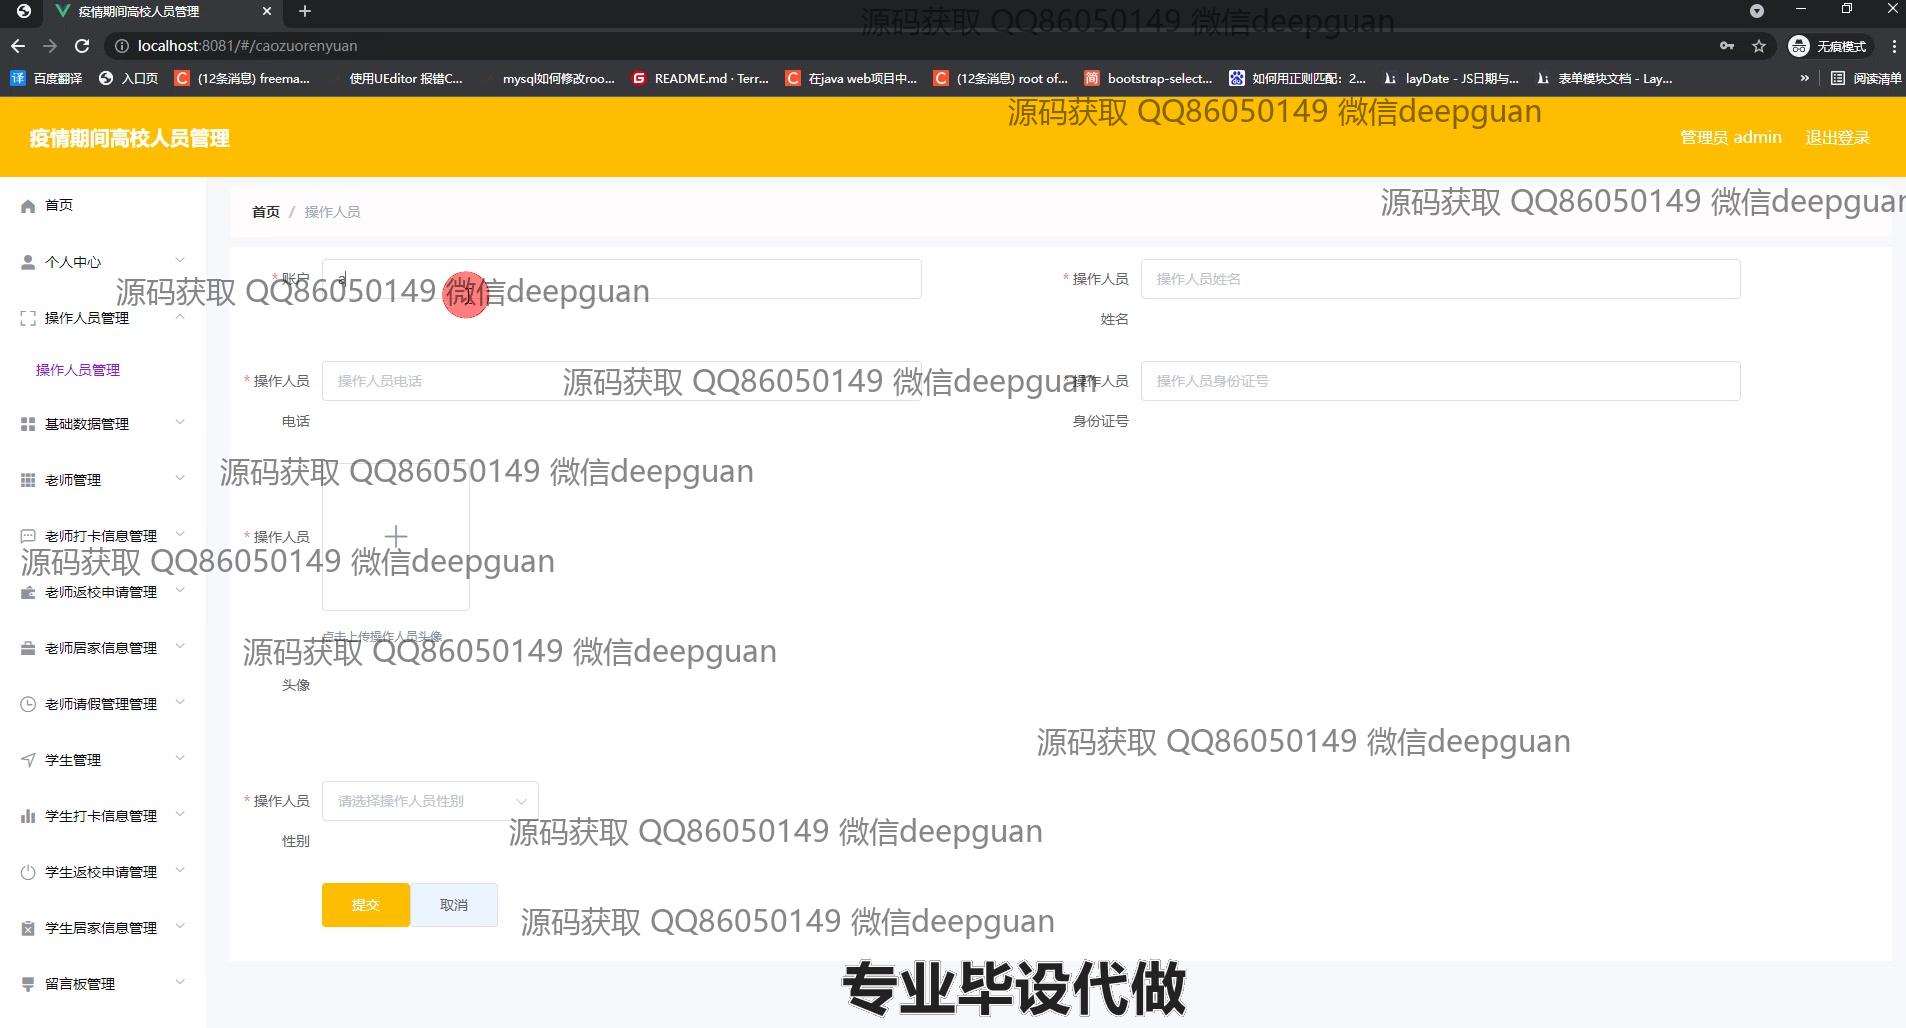 疫情期间高校人员管理
源码获取 QQ86050149 微信deepguan
localhost:8081/#/caozuorenyuan
无痕模式
百度翻译
入口页
(12条消息) freema...
使用UEditor 报错C...
mysql如何修改roo...
README.md · Terr...
在java web项目中...
(12条消息) root of...
bootstrap-select...
如何用正则匹配：2...
layDate - JS日期与...
表单模块文档 - Lay...
»
阅读清单
源码获取 QQ86050149 微信deepguan
疫情期间高校人员管理
管理员 admin
退出登录
首页
个人中心
操作人员管理
操作人员管理
基础数据管理
老师管理
老师打卡信息管理
老师返校申请管理
老师居家信息管理
老师请假管理管理
学生管理
学生打卡信息管理
学生返校申请管理
学生居家信息管理
留言板管理
首页 / 操作人员
源码获取 QQ86050149 微信deepguan
* 账户
a
* 操作人员
姓名
操作人员姓名
源码获取 QQ86050149 微信deepguan
* 操作人员
电话
操作人员电话
源码获取 QQ86050149 微信deepguan
* 操作人员
身份证号
操作人员身份证号
源码获取 QQ86050149 微信deepguan
* 操作人员
头像
源码获取 QQ86050149 微信deepguan
点击上传操作人员头像
源码获取 QQ86050149 微信deepguan
源码获取 QQ86050149 微信deepguan
* 操作人员
性别
请选择操作人员性别
源码获取 QQ86050149 微信deepguan
提交
取消
源码获取 QQ86050149 微信deepguan
专业毕设代做